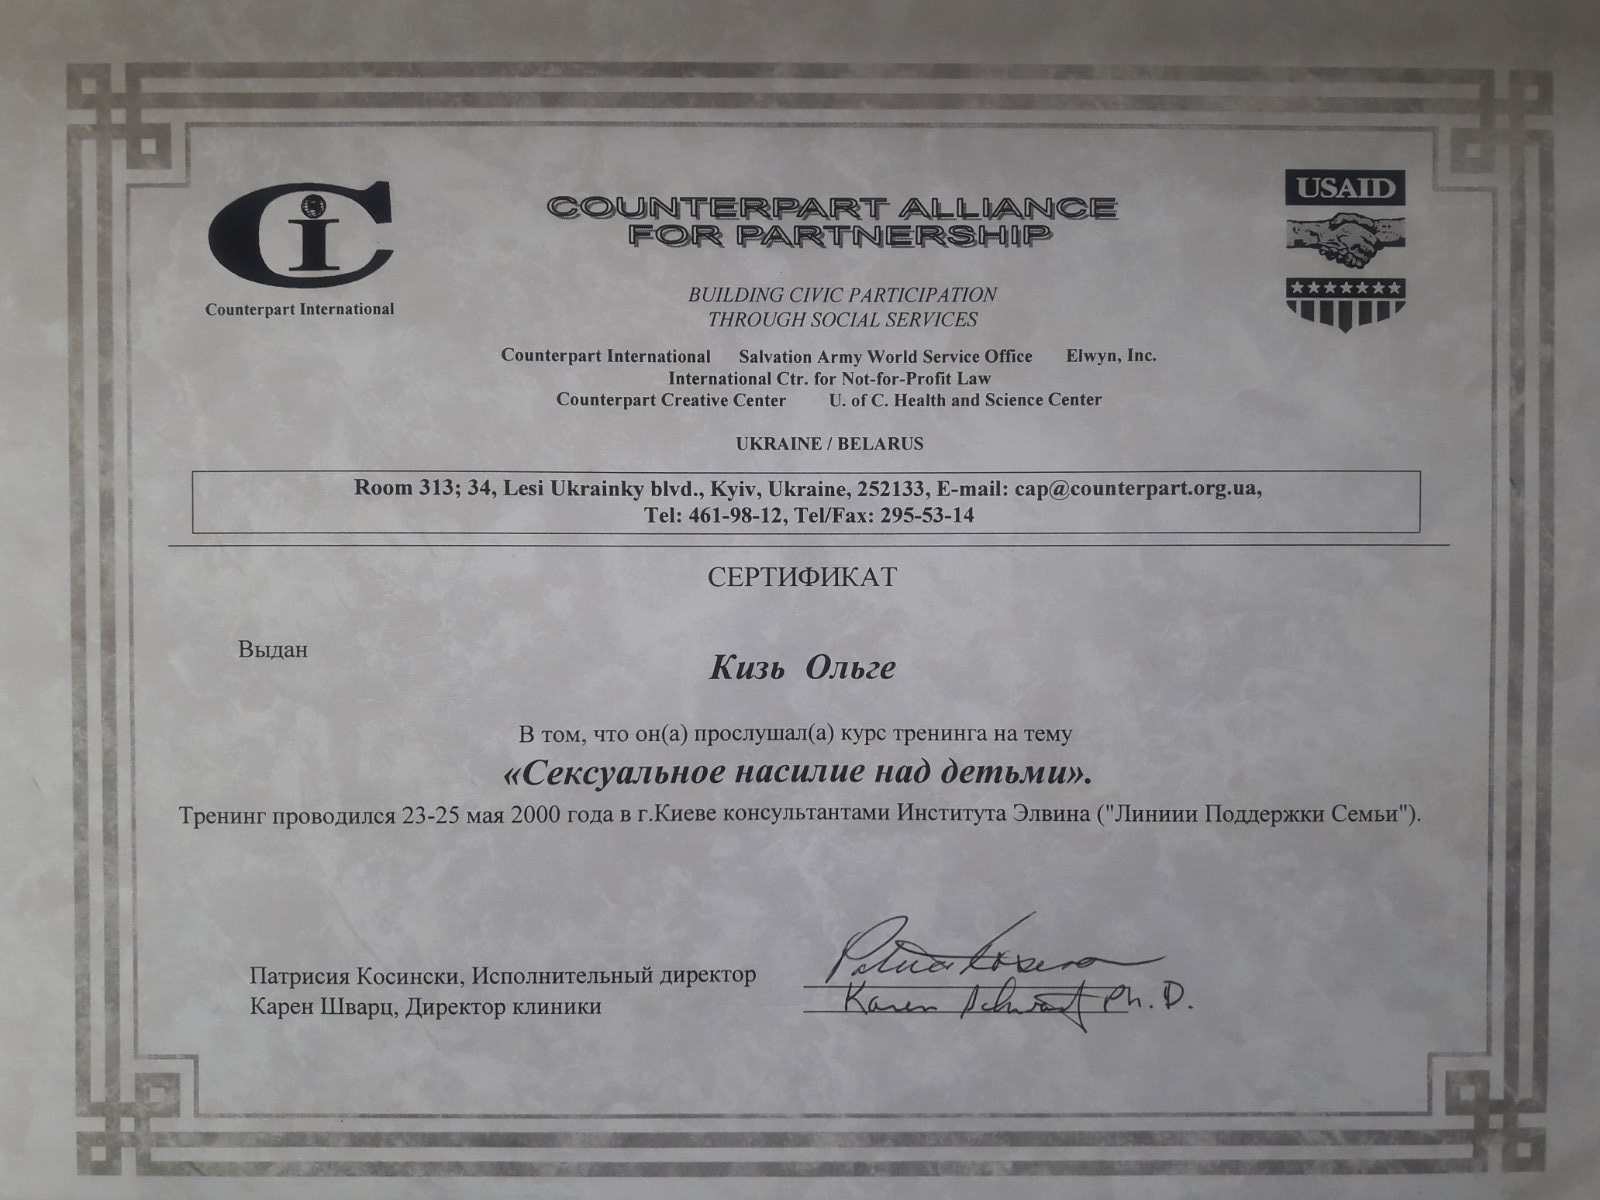 Ci
Counterpart International
COUNTERPART ALLIANCE
FOR PARTNERSHIP
USAID
BUILDING CIVIC PARTICIPATION
THROUGH SOCIAL SERVICES
Counterpart International Salvation Army World Service Office Elwyn, Inc.
International Ctr. for Not-for-Profit Law
Counterpart Creative Center U. of C. Health and Science Center
UKRAINE / BELARUS
Room 313; 34, Lesi Ukrainky blvd., Kyiv, Ukraine, 252133, E-mail: cap@counterpart.org.ua,
Tel: 461-98-12, Tel/Fax: 295-53-14
СЕРТИФИКАТ
Выдан
Кизь Ольге
В том, что он(а) прослушал(а) курс тренинга на тему
«Сексуальное насилие над детьми».
Тренинг проводился 23-25 мая 2000 года в г.Киеве консультантами Института Элвина ("Линиии Поддержки Семьи").
Патрисия Косински, Исполнительный директор
Карен Шварц, Директор клиники
Karen Schwartz Ph. D.